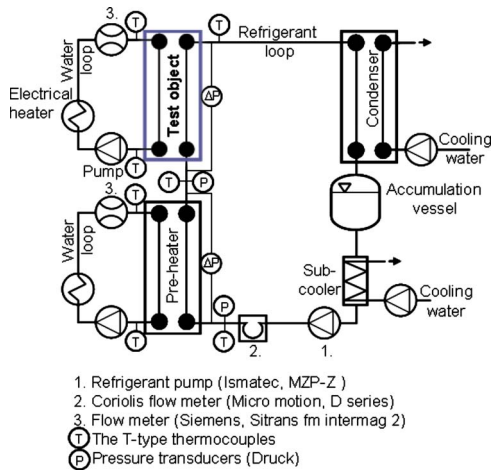 3.
T
T
Refrigerant
loop
Water
loop
Test object
ΔP
Condenser
Electrical
heater
Pump
T
Cooling
water
3.
T
T
P
Accumulation
vessel
Water
loop
Pre-heater
ΔP
Sub-
cooler
P
Cooling
water
T
T
2.
1.
1. Refrigerant pump (Ismatec, MZP-Z )
2. Coriolis flow meter (Micro motion, D series)
3. Flow meter (Siemens, Sitrans fm intermag 2)
T The T-type thermocouples
P Pressure transducers (Druck)